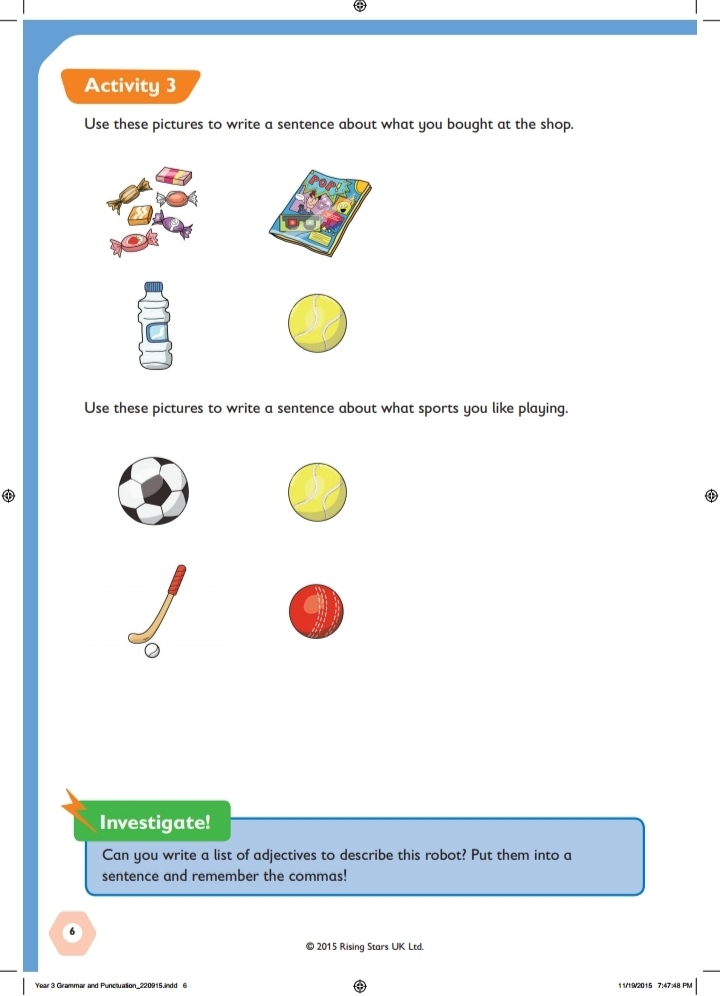 Activity 3
Use these pictures to write a sentence about what you bought at the shop.
POP!
Use these pictures to write a sentence about what sports you like playing.
Investigate!
Can you write a list of adjectives to describe this robot? Put them into a
sentence and remember the commas!
6
© 2015 Rising Stars UK Ltd.
Year 3 Grammar and Punctuation_220915.indd 6
11/19/2015 7:47:48 PM